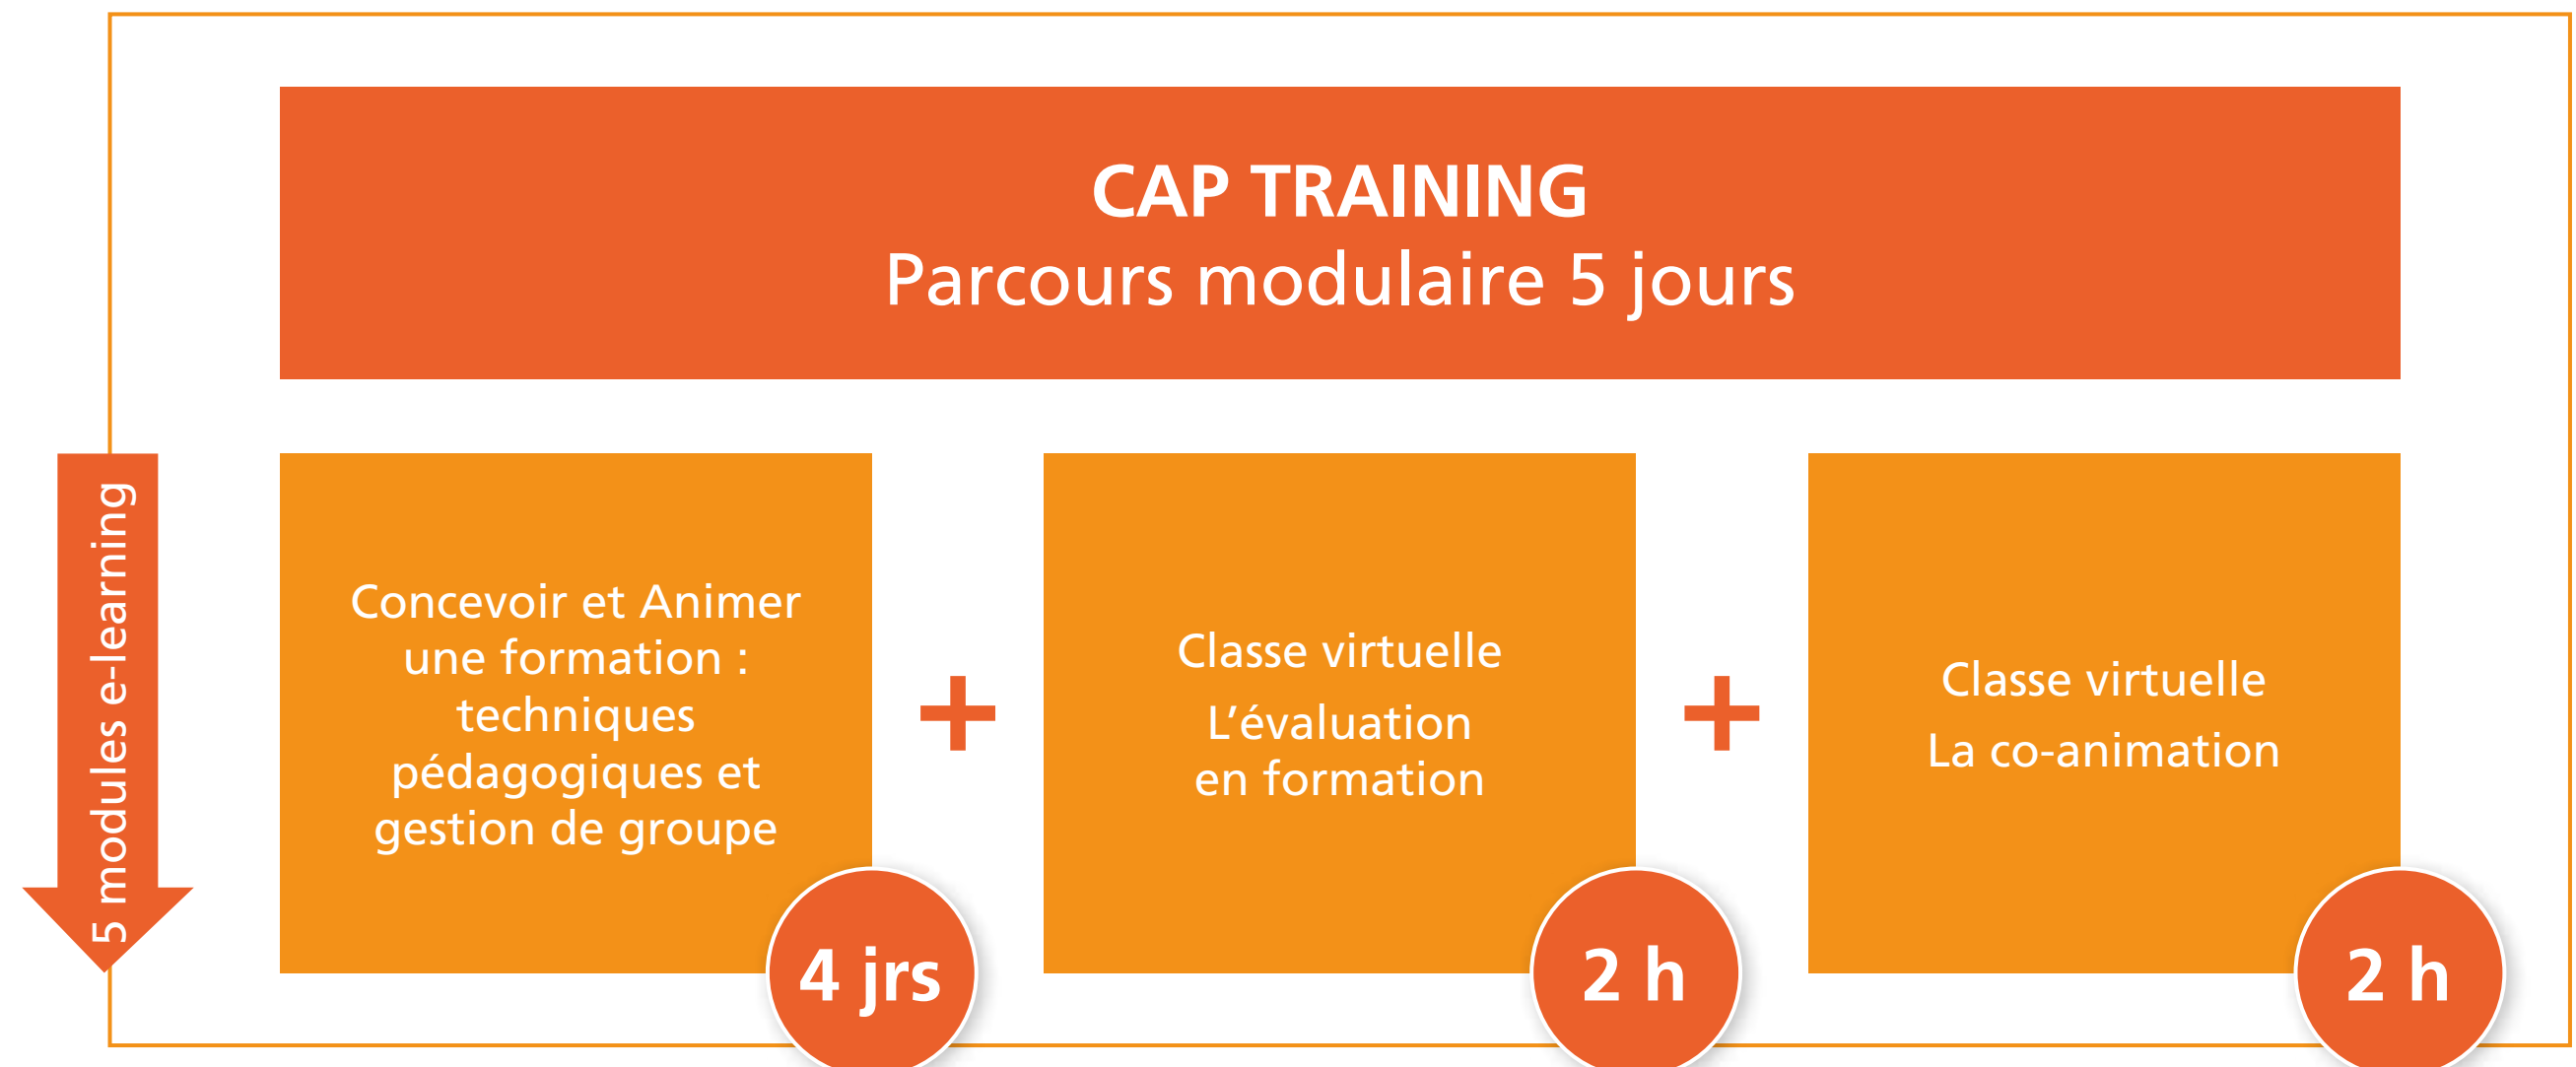 CAP TRAINING
Parcours modulaire 5 jours
5 modules e-learning
Concevoir et Animer
une formation :
techniques
pédagogiques et
gestion de groupe
4 jrs
+
Classe virtuelle
L’évaluation
en formation
2 h
+
Classe virtuelle
La co-animation
2 h